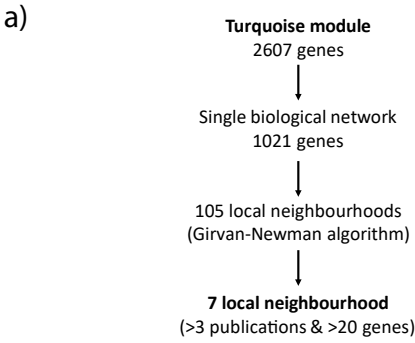 a)
Turquoise module
2607 genes
Single biological network
1021 genes
105 local neighbourhoods
(Girvan-Newman algorithm)
7 local neighbourhood
(>3 publications & >20 genes)